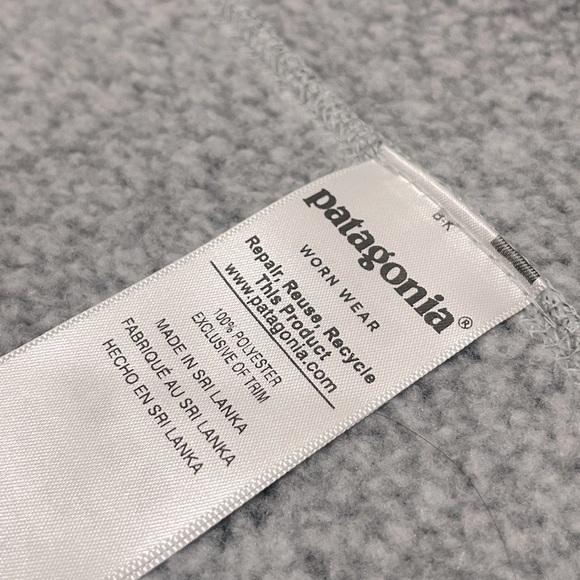 patagonia®
B-K
WORN WEAR
Repair, Reuse, Recycle
This Product
www.patagonia.com
100% POLYESTER
EXCLUSIVE OF TRIM
MADE IN SRI LANKA
FABRIQUÉ AU SRI LANKA
HECHO EN SRI LANKA